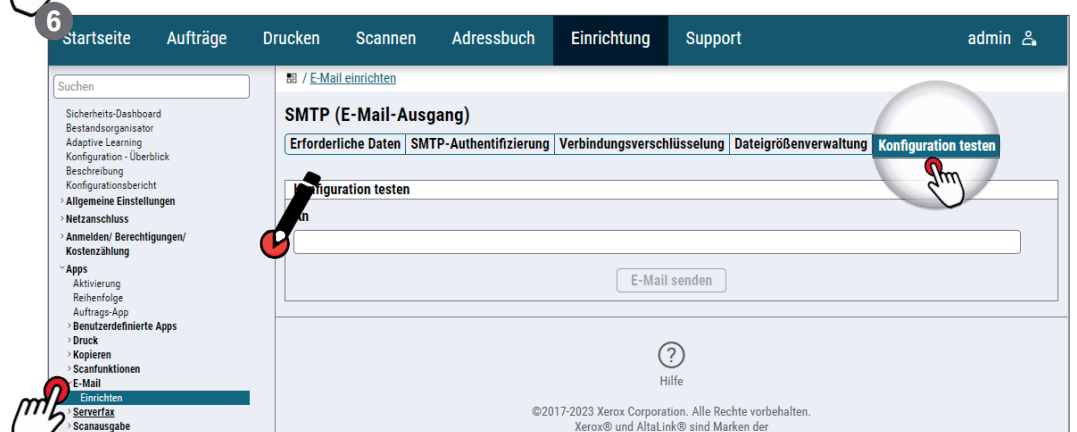 6
Startseite Aufträge Drucken Scannen Adressbuch Einrichtung Support admin
Suchen
Sicherheits-Dashboard
Bestandsorganisator
Adaptive Learning
Konfiguration - Überblick
Beschreibung
Konfigurationsbericht
Allgemeine Einstellungen
Netzanschluss
Anmelden/ Berechtigungen/
Kostenzählung
Apps
Aktivierung
Reihenfolge
Auftrags-App
Benutzerdefinierte Apps
Druck
Kopieren
Scanfunktionen
E-Mail
Einrichten
Serverfax
Scanausgabe
/ E-Mail einrichten
SMTP (E-Mail-Ausgang)
Erforderliche Daten SMTP-Authentifizierung Verbindungsverschlüsselung Dateigrößenverwaltung Konfiguration testen
Konfiguration testen
An
E-Mail senden
?
Hilfe
©2017-2023 Xerox Corporation. Alle Rechte vorbehalten.
Xerox® und AltaLink® sind Marken der